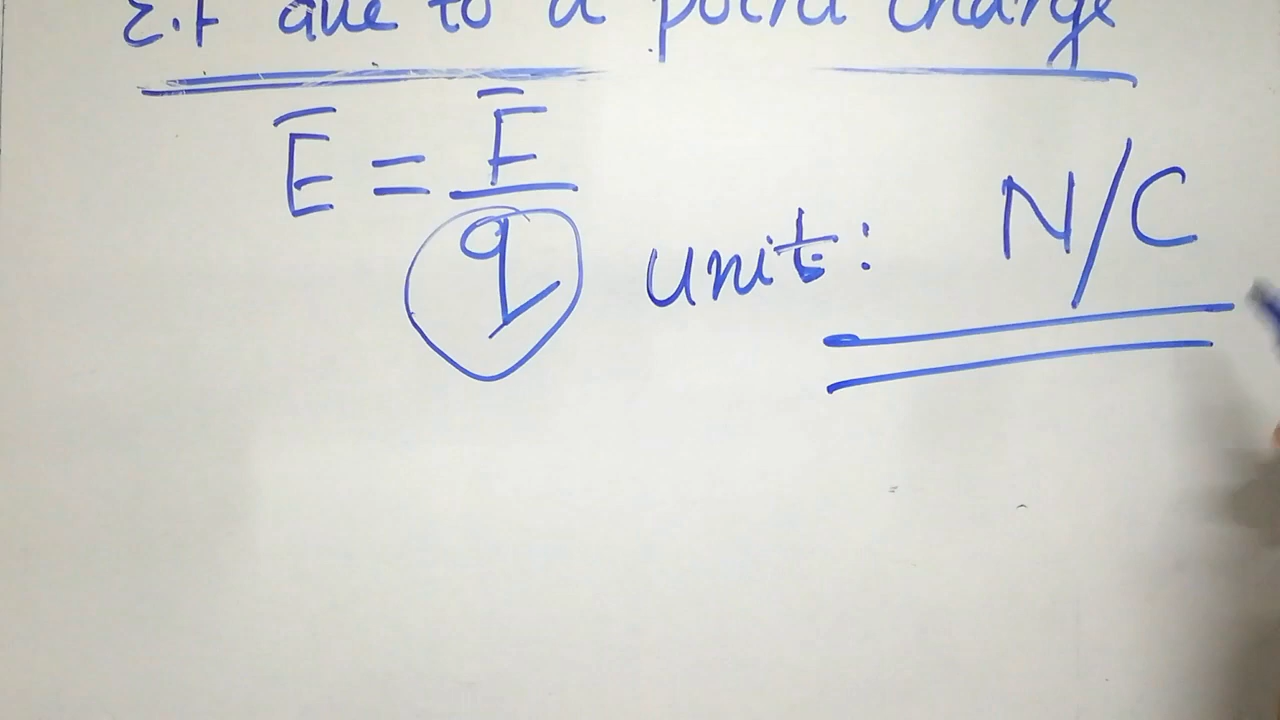 E.F due to a point charge
E̅ = F̅ / q
unit: N/C